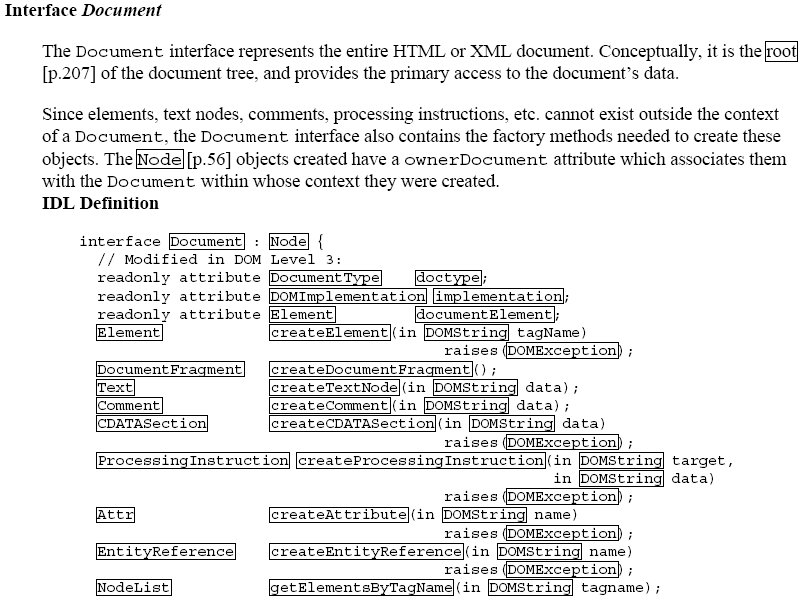 Interface Document
The Document interface represents the entire HTML or XML document. Conceptually, it is the root
[p.207] of the document tree, and provides the primary access to the document's data.
Since elements, text nodes, comments, processing instructions, etc. cannot exist outside the context
of a Document, the Document interface also contains the factory methods needed to create these
objects. The Node [p.56] objects created have a ownerDocument attribute which associates them
with the Document within whose context they were created.
IDL Definition
interface Document : Node {
// Modified in DOM Level 3:
readonly attribute DocumentType doctype;
readonly attribute DOMImplementation implementation;
readonly attribute Element documentElement;
Element createElement(in DOMString tagName)
raises(DOMException);
DocumentFragment createDocumentFragment();
Text createTextNode(in DOMString data);
Comment createComment(in DOMString data);
CDATASection createCDATASection(in DOMString data)
raises(DOMException);
ProcessingInstruction createProcessingInstruction(in DOMString target,
in DOMString data)
raises(DOMException);
Attr createAttribute(in DOMString name)
raises(DOMException);
EntityReference createEntityReference(in DOMString name)
raises(DOMException);
NodeList getElementsByTagName(in DOMString tagname);